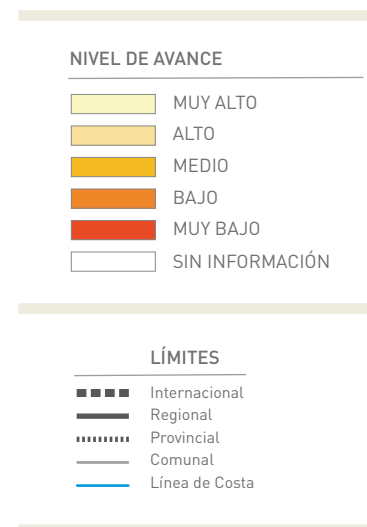 NIVEL DE AVANCE
MUY ALTO
ALTO
MEDIO
BAJO
MUY BAJO
SIN INFORMACIÓN
LÍMITES
Internacional
Regional
Provincial
Comunal
Línea de Costa